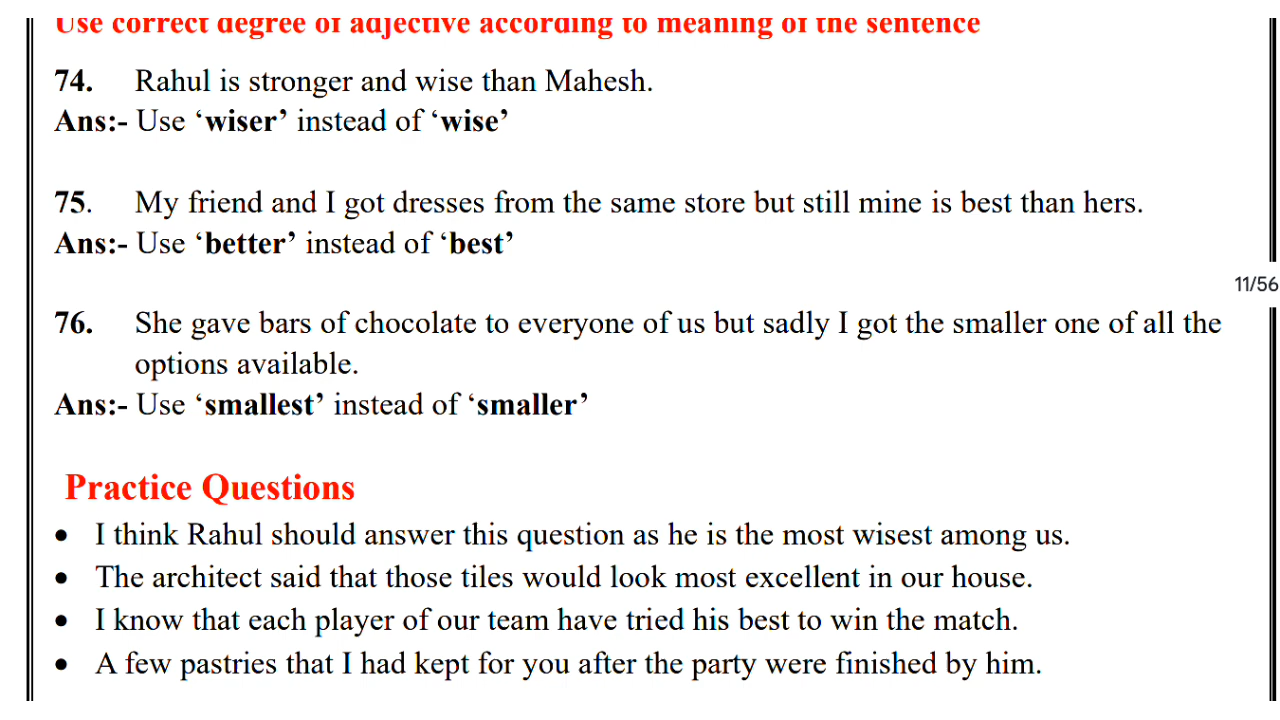 Use correct degree of adjective according to meaning of the sentence
74. Rahul is stronger and wise than Mahesh.
Ans:- Use ‘wiser’ instead of ‘wise’
75. My friend and I got dresses from the same store but still mine is best than hers.
Ans:- Use ‘better’ instead of ‘best’
11/56
76. She gave bars of chocolate to everyone of us but sadly I got the smaller one of all the
options available.
Ans:- Use ‘smallest’ instead of ‘smaller’
Practice Questions
• I think Rahul should answer this question as he is the most wisest among us.
• The architect said that those tiles would look most excellent in our house.
• I know that each player of our team have tried his best to win the match.
• A few pastries that I had kept for you after the party were finished by him.